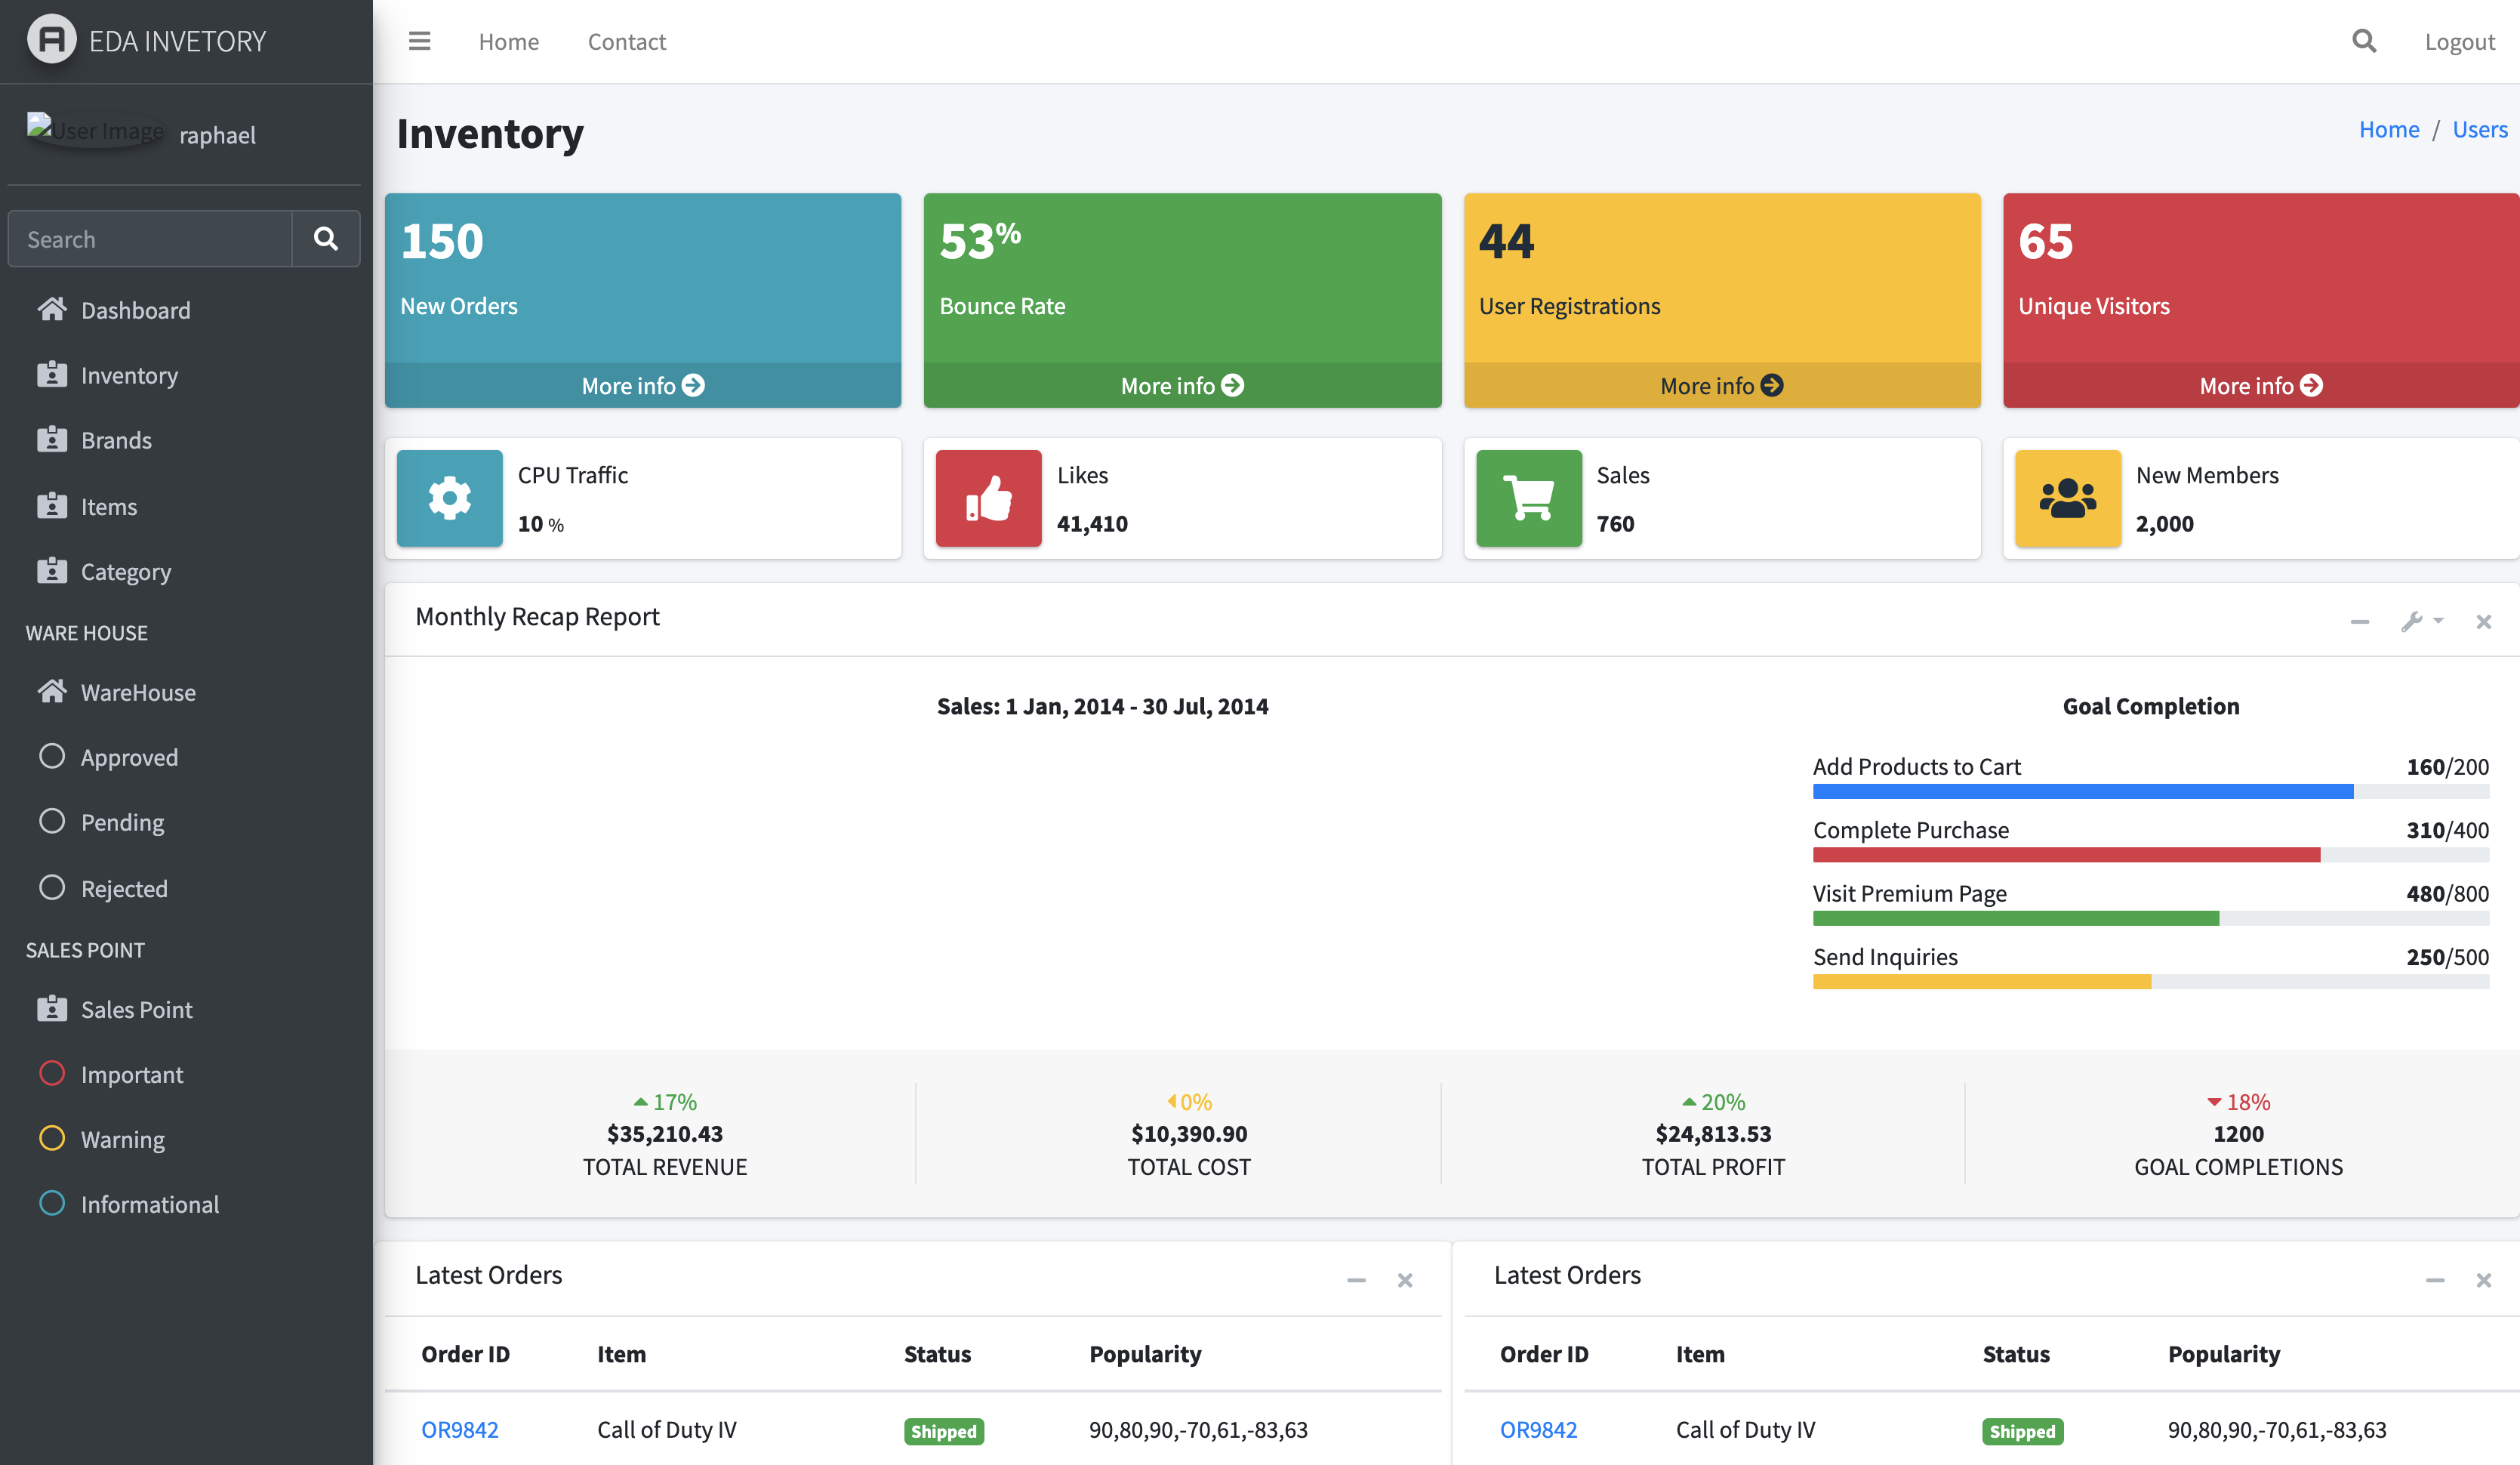 EDA INVETORY
Home
Contact
Logout
User Image
raphael
Search
Dashboard
Inventory
Brands
Items
Category
WARE HOUSE
WareHouse
Approved
Pending
Rejected
SALES POINT
Sales Point
Important
Warning
Informational
Inventory
Home / Users
150
New Orders
More info
53%
Bounce Rate
More info
44
User Registrations
More info
65
Unique Visitors
More info
CPU Traffic
10 %
Likes
41,410
Sales
760
New Members
2,000
Monthly Recap Report
Sales: 1 Jan, 2014 - 30 Jul, 2014
Goal Completion
Add Products to Cart 160/200
Complete Purchase 310/400
Visit Premium Page 480/800
Send Inquiries 250/500
17%
$35,210.43
TOTAL REVENUE
0%
$10,390.90
TOTAL COST
20%
$24,813.53
TOTAL PROFIT
18%
1200
GOAL COMPLETIONS
Latest Orders
Order ID Item Status Popularity
OR9842 Call of Duty IV Shipped 90,80,90,-70,61,-83,63
Latest Orders
Order ID Item Status Popularity
OR9842 Call of Duty IV Shipped 90,80,90,-70,61,-83,63